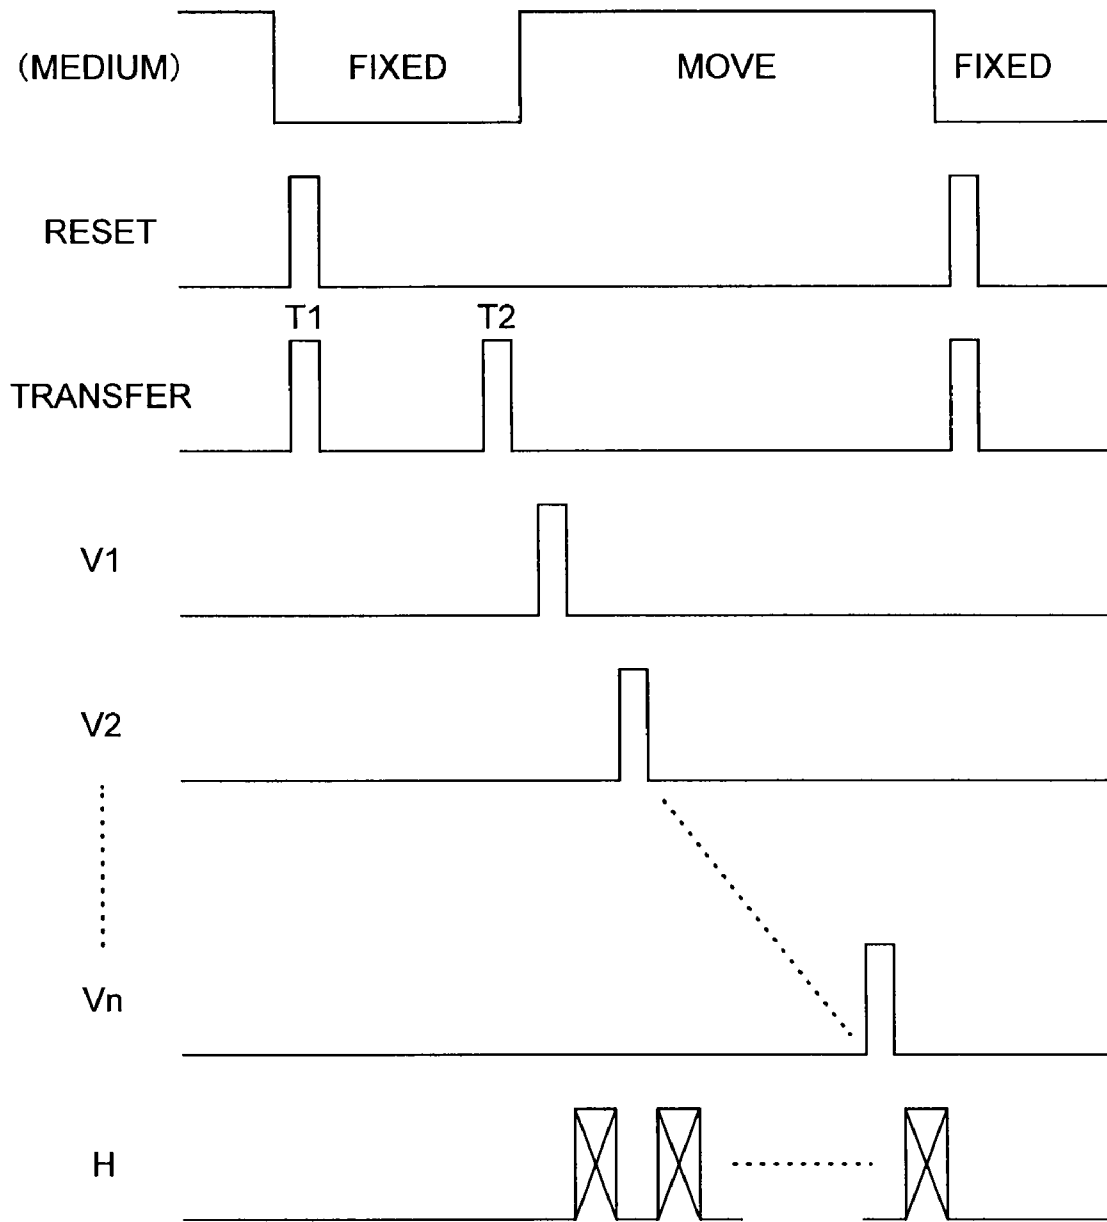 (MEDIUM)
FIXED
MOVE
FIXED
RESET
T1
T2
TRANSFER
V1
V2
Vn
H